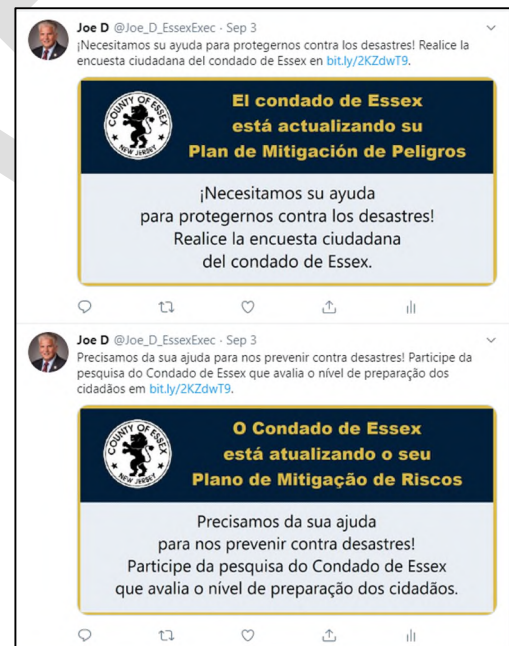 Joe D @Joe_D_EssexExec · Sep 3
¡Necesitamos su ayuda para protegernos contra los desastres! Realice la
encuesta ciudadana del condado de Essex en bit.ly/2KZdwT9.
COUNTY OF ESSEX
NEW JERSEY
El condado de Essex
está actualizando su
Plan de Mitigación de Peligros
¡Necesitamos su ayuda
para protegernos contra los desastres!
Realice la encuesta ciudadana
del condado de Essex.
Joe D @Joe_D_EssexExec · Sep 3
Precisamos da sua ajuda para nos prevenir contra desastres! Participe da
pesquisa do Condado de Essex que avalia o nível de preparação dos
cidadãos em bit.ly/2KZdwT9.
COUNTY OF ESSEX
NEW JERSEY
O Condado de Essex
está atualizando o seu
Plano de Mitigação de Riscos
Precisamos da sua ajuda
para nos prevenir contra desastres!
Participe da pesquisa do Condado de Essex
que avalia o nível de preparação dos cidadãos.